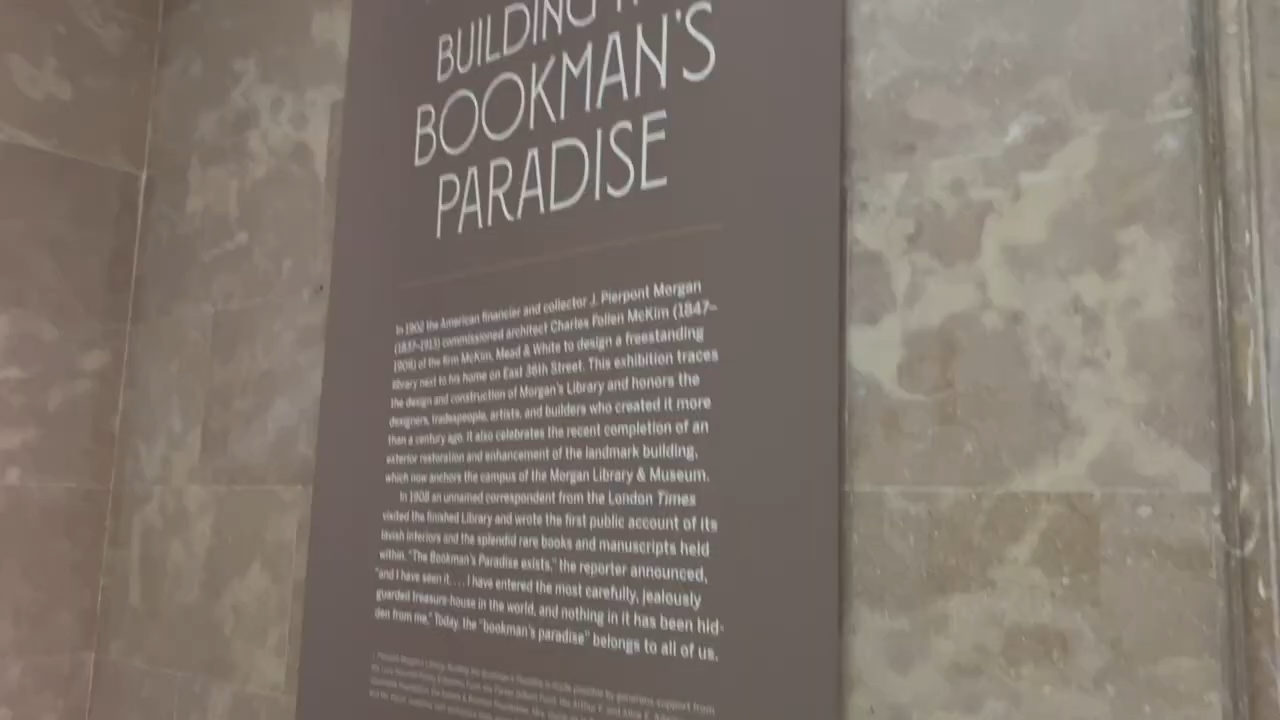 BUILDING
BOOKMAN'S
PARADISE
In 1902 the American financier and collector J. Pierpont Morgan
(1837–1913) commissioned architect Charles Follen McKim (1847–
1909) of the firm McKim, Mead & White to design a freestanding
library next to his home on East 36th Street. This exhibition traces
the design and construction of Morgan's Library and honors the
designers, tradespeople, artists, and builders who created it more
than a century ago. It also celebrates the recent completion of an
exterior restoration and enhancement of the landmark building,
which now anchors the campus of the Morgan Library & Museum.
In 1908 an unnamed correspondent from the London Times
visited the finished Library and wrote the first public account of its
lavish interiors and the splendid rare books and manuscripts held
within. "The Bookman's Paradise exists," the reporter announced,
"and I have seen it. . . . I have entered the most carefully, jealously
guarded treasure-house in the world, and nothing in it has been hid-
den from me." Today, the "bookman's paradise" belongs to all of us.